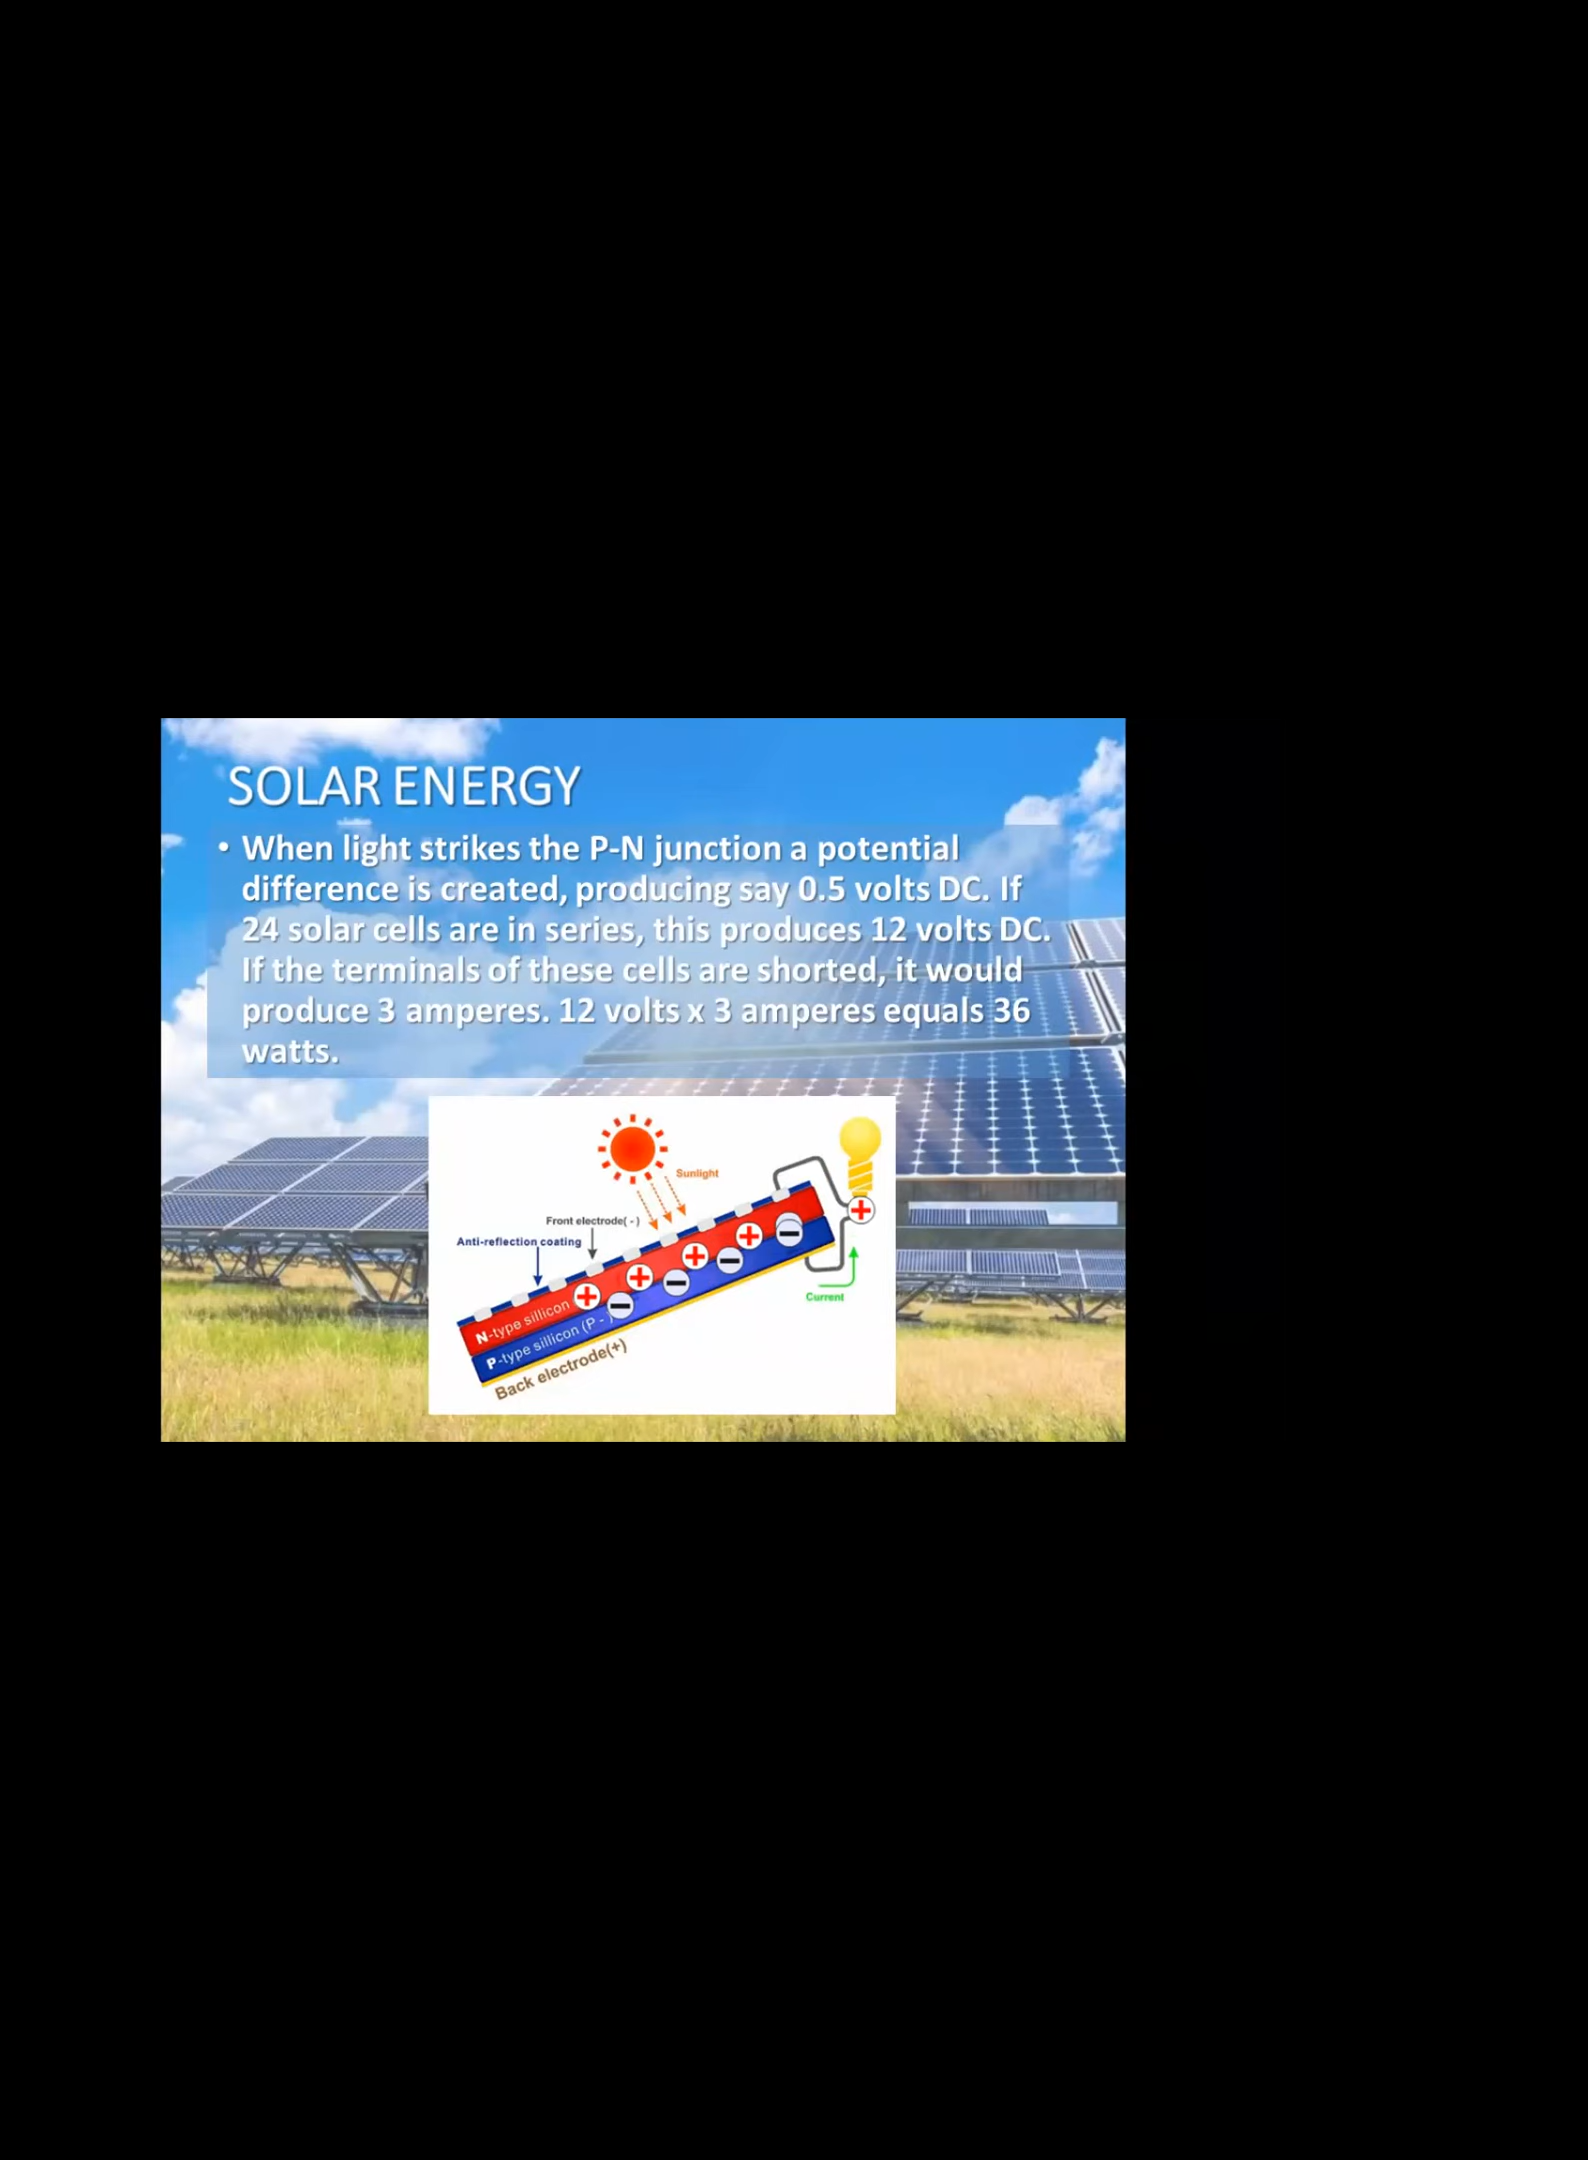 SOLAR ENERGY
• When light strikes the P-N junction a potential
difference is created, producing say 0.5 volts DC. If
24 solar cells are in series, this produces 12 volts DC.
If the terminals of these cells are shorted, it would
produce 3 amperes. 12 volts x 3 amperes equals 36
watts.
Sunlight
Front electrode( - )
Anti-reflection coating
N-type sillicon
P-type sillicon (P - )
Back electrode(+)
Current